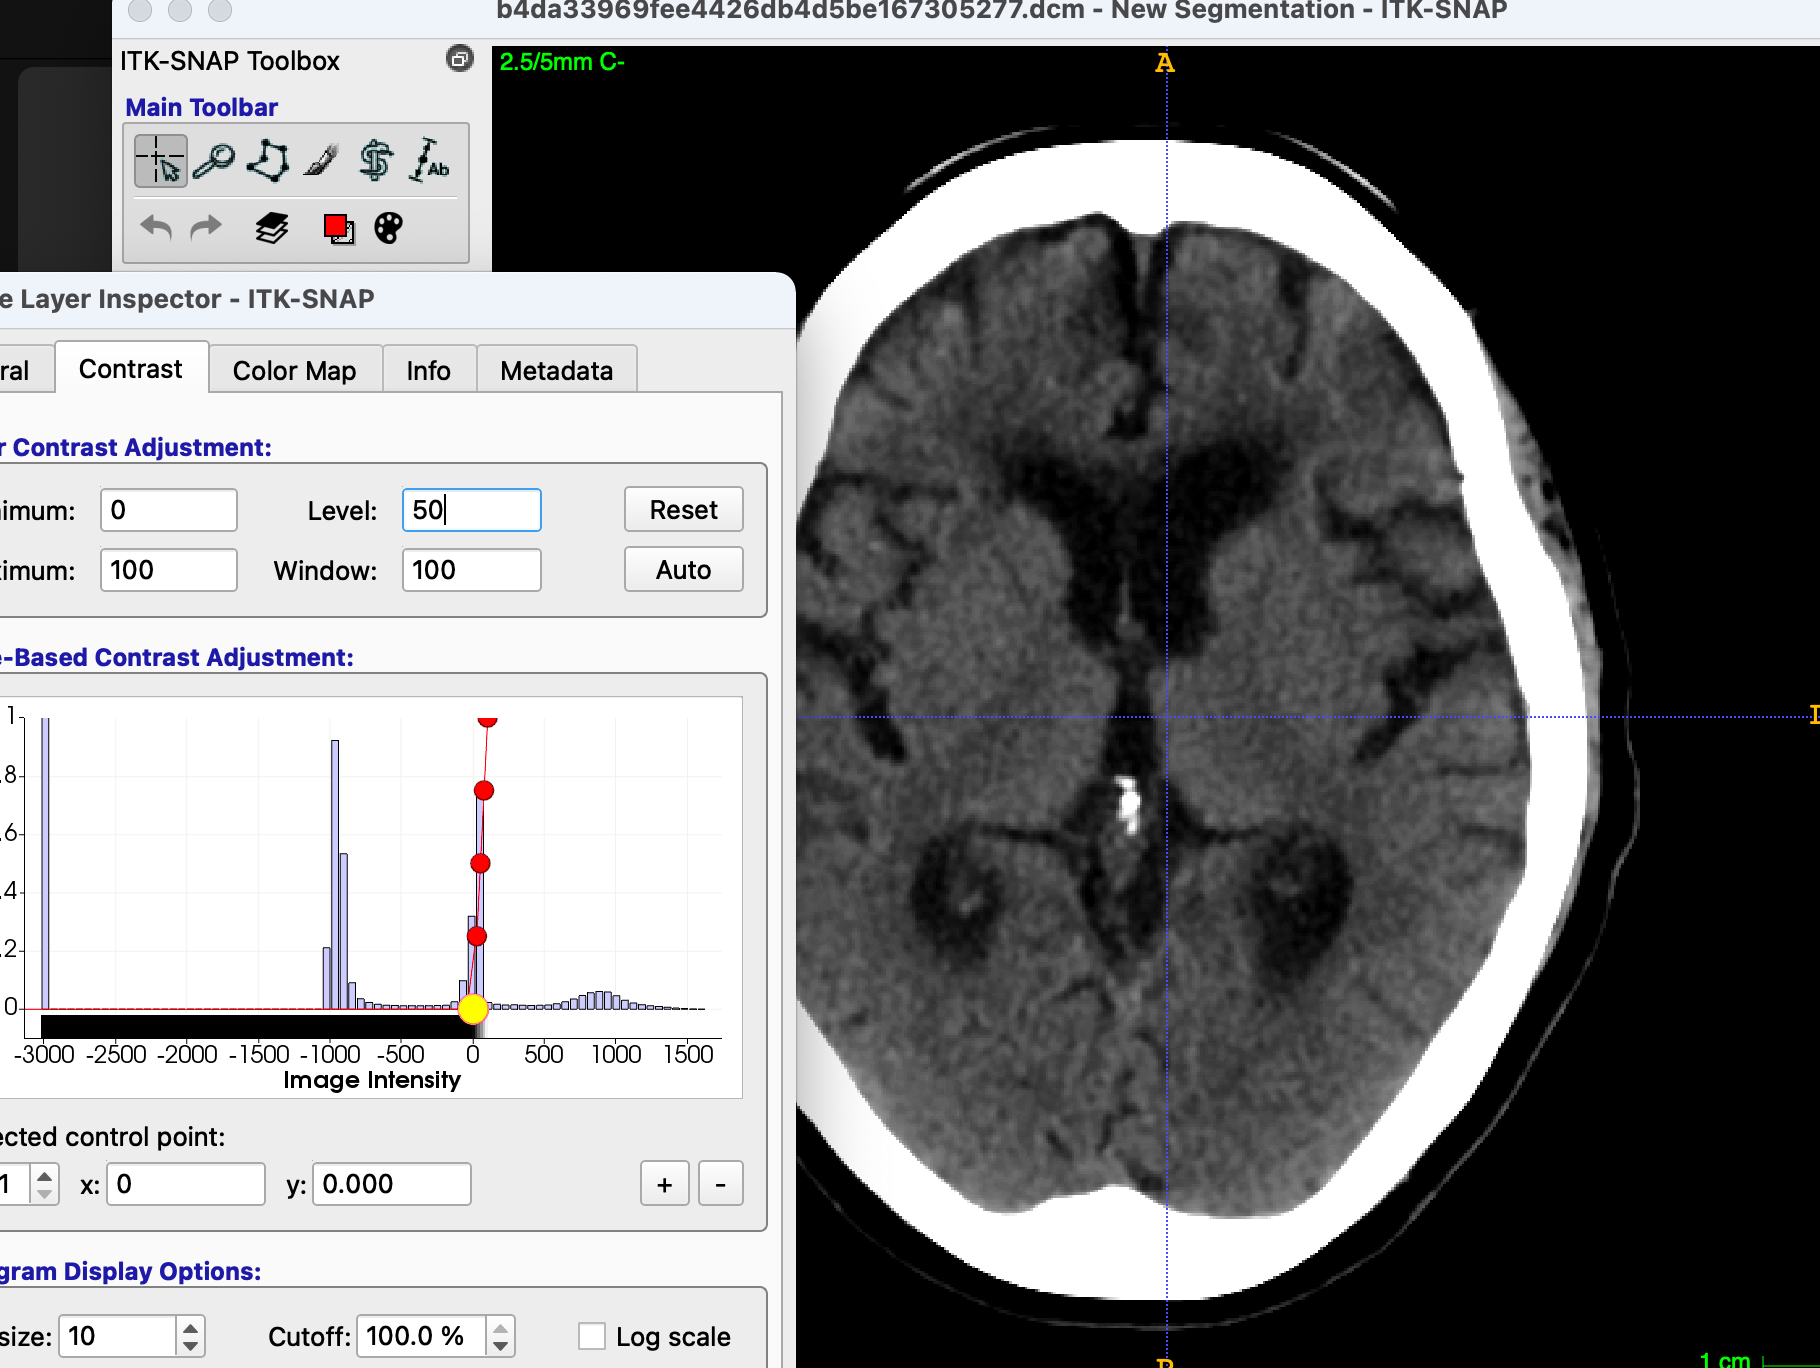 b4da33969fee4426db4d5be167305277.dcm - New Segmentation - ITK-SNAP
ITK-SNAP Toolbox
Main Toolbar
Ab
2.5/5mm C-
A
e Layer Inspector - ITK-SNAP
ral Contrast Color Map Info Metadata
r Contrast Adjustment:
imum: 0 Level: 50 Reset
ximum: 100 Window: 100 Auto
e-Based Contrast Adjustment:
1
.8
.6
.4
.2
0
-3000 -2500 -2000 -1500 -1000 -500 0 500 1000 1500
Image Intensity
ected control point:
1 x: 0 y: 0.000 + -
gram Display Options:
size: 10 Cutoff: 100.0 % Log scale
1 cm